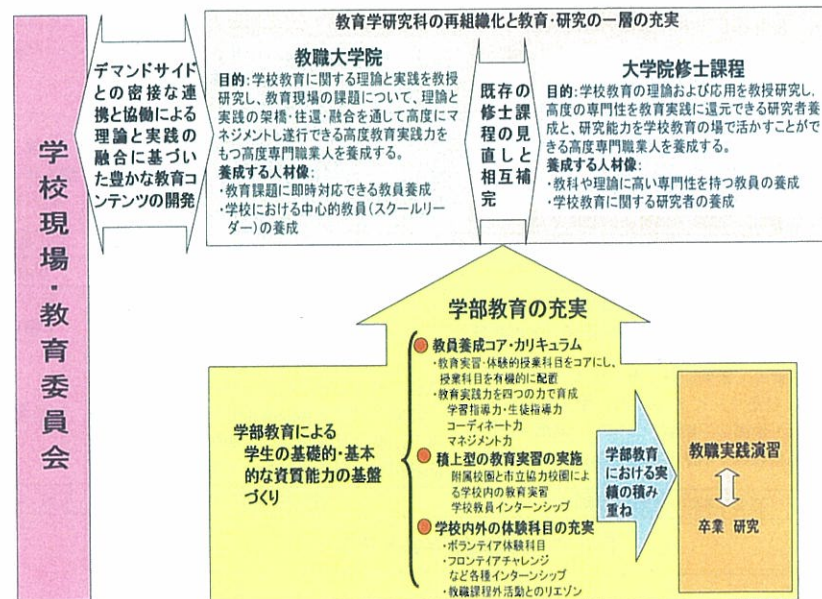 教育学研究科の再組織化と教育・研究の一層の充実
学校現場・教育委員会
デマンドサイド
との密接な連
携と協働による
理論と実践の
融合に基づい
た豊かな教育コ
ンテンツの開発
教職大学院
目的:学校教育に関する理論と実践を教授
研究し、教育現場の課題について、理論と
実践の架橋・往還・融合を通して高度にマ
ネジメントし遂行できる高度教育実践力を
もつ高度専門職業人を養成する。
養成する人材像:
・教育課題に即時対応できる教員養成
・学校における中心的教員(スクールリー
ダー)の養成
既存の
修士課
程の見
直しと
相互補
完
大学院修士課程
目的:学校教育の理論および応用を教授研究し、
高度の専門性を教育実践に還元できる研究者養
成と、研究能力を学校教育の場で活かすことがで
きる高度専門職業人を養成する。
養成する人材像:
・教科や理論に高い専門性を持つ教員の養成
・学校教育に関する研究者の養成
学部教育の充実
学部教育による
学生の基礎的・基本
的な資質能力の基盤
づくり
教員養成コア・カリキュラム
・教育実習・体験的授業科目をコアにし、
授業科目を有機的に配置
・教育実践力を四つの力で育成
学習指導力・生徒指導力
コーディネート力
マネジメント力
積上型の教育実習の実施
附属校園と市立協力校園によ
る学校内の教育実習
学校教員インターンシップ
学校内外の体験科目の充実
・ボランティア体験科目
・フロンティアチャレンジ
など各種インターンシップ
・教職課程外活動とのリエゾン
学部教育
における実
績の積み
重ね
教職実践演習
卒業 研究